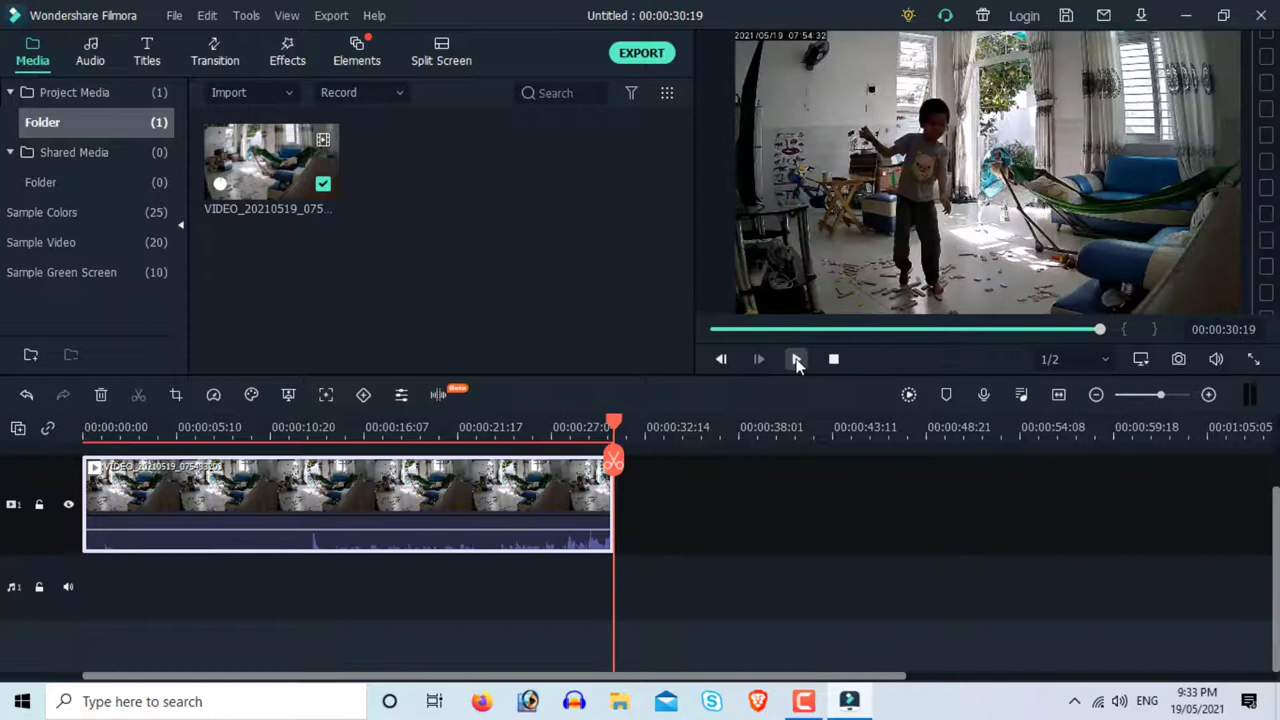 Wondershare Filmora
File
Edit
Tools
View
Export
Help
Untitled : 00:00:30:19
Login
Media
Audio
Titles
Transition
Effects
Elements
Split Screen
EXPORT
2021/05/19 07:54:32
Project Media (1)
Import
Record
Search
Folder (1)
Shared Media (0)
Folder (0)
Sample Colors (25)
VIDEO_20210519_075...
Sample Video (20)
Sample Green Screen (10)
00:00:30:19
1/2
Beta
00:00:00:00
00:00:05:10
00:00:10:20
00:00:16:07
00:00:21:17
00:00:27:0
00:00:32:14
00:00:38:01
00:00:43:11
00:00:48:21
00:00:54:08
00:00:59:18
00:01:05:05
1
1
Type here to search
ENG
9:33 PM
19/05/2021